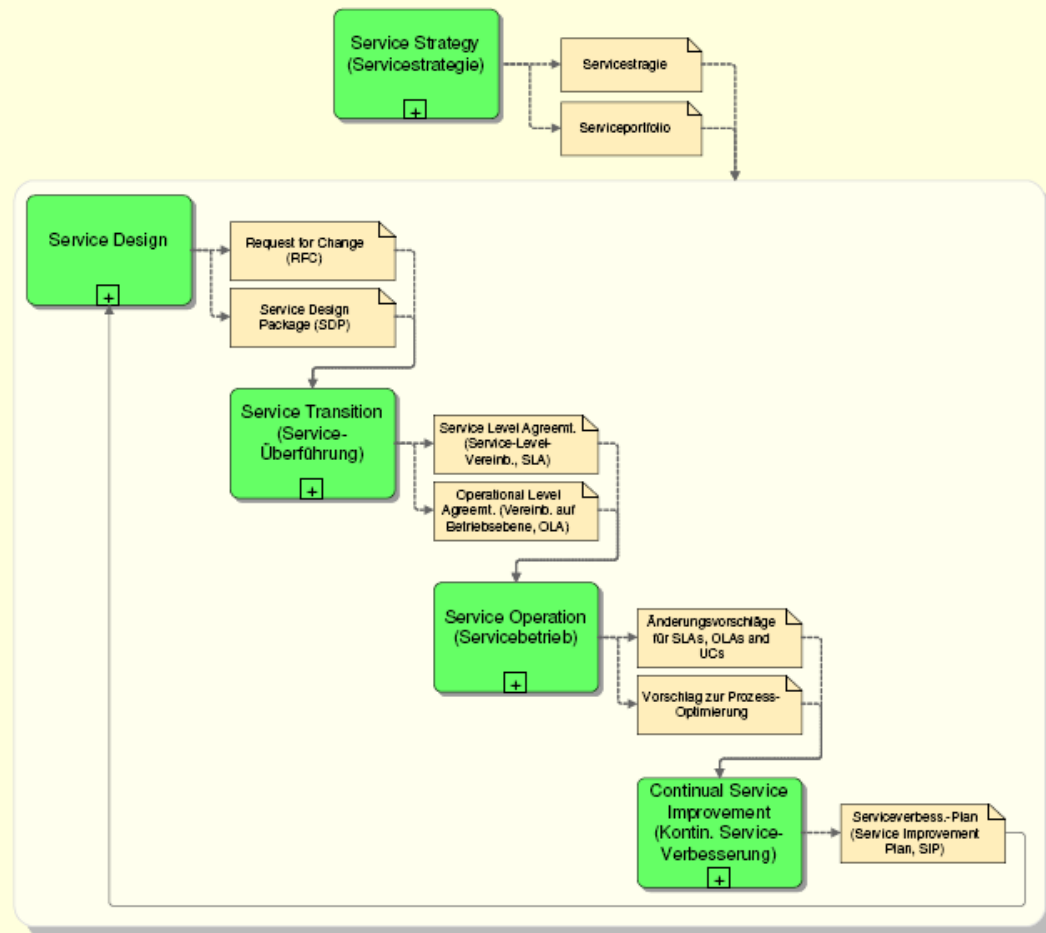 Service Strategy
(Servicestrategie)
Servicestragie
Serviceportfolio
Service Design
Request for Change
(RFC)
Service Design
Package (SDP)
Service Transition
(Service-
Überführung)
Service Level Agreemt.
(Service-Level-
Vereinb., SLA)
Operational Level
Agreemt. (Vereinb. auf
Betriebsebene, OLA)
Service Operation
(Servicebetrieb)
Änderungsvorschläge
für SLAs, OLAs and
UCs
Vorschlag zur Prozess-
Optimierung
Continual Service
Improvement
(Kontin. Service-
Verbesserung)
Serviceverbess.-Plan
(Service Improvement
Plan, SIP)